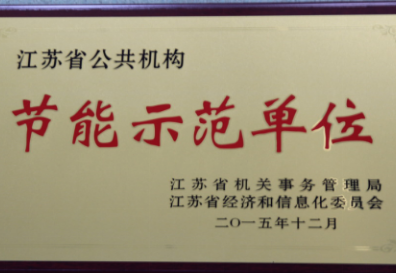 江苏省公共机构
节能示范单位
江苏省机关事务管理局
江苏省经济和信息化委员会
二〇一五年十二月